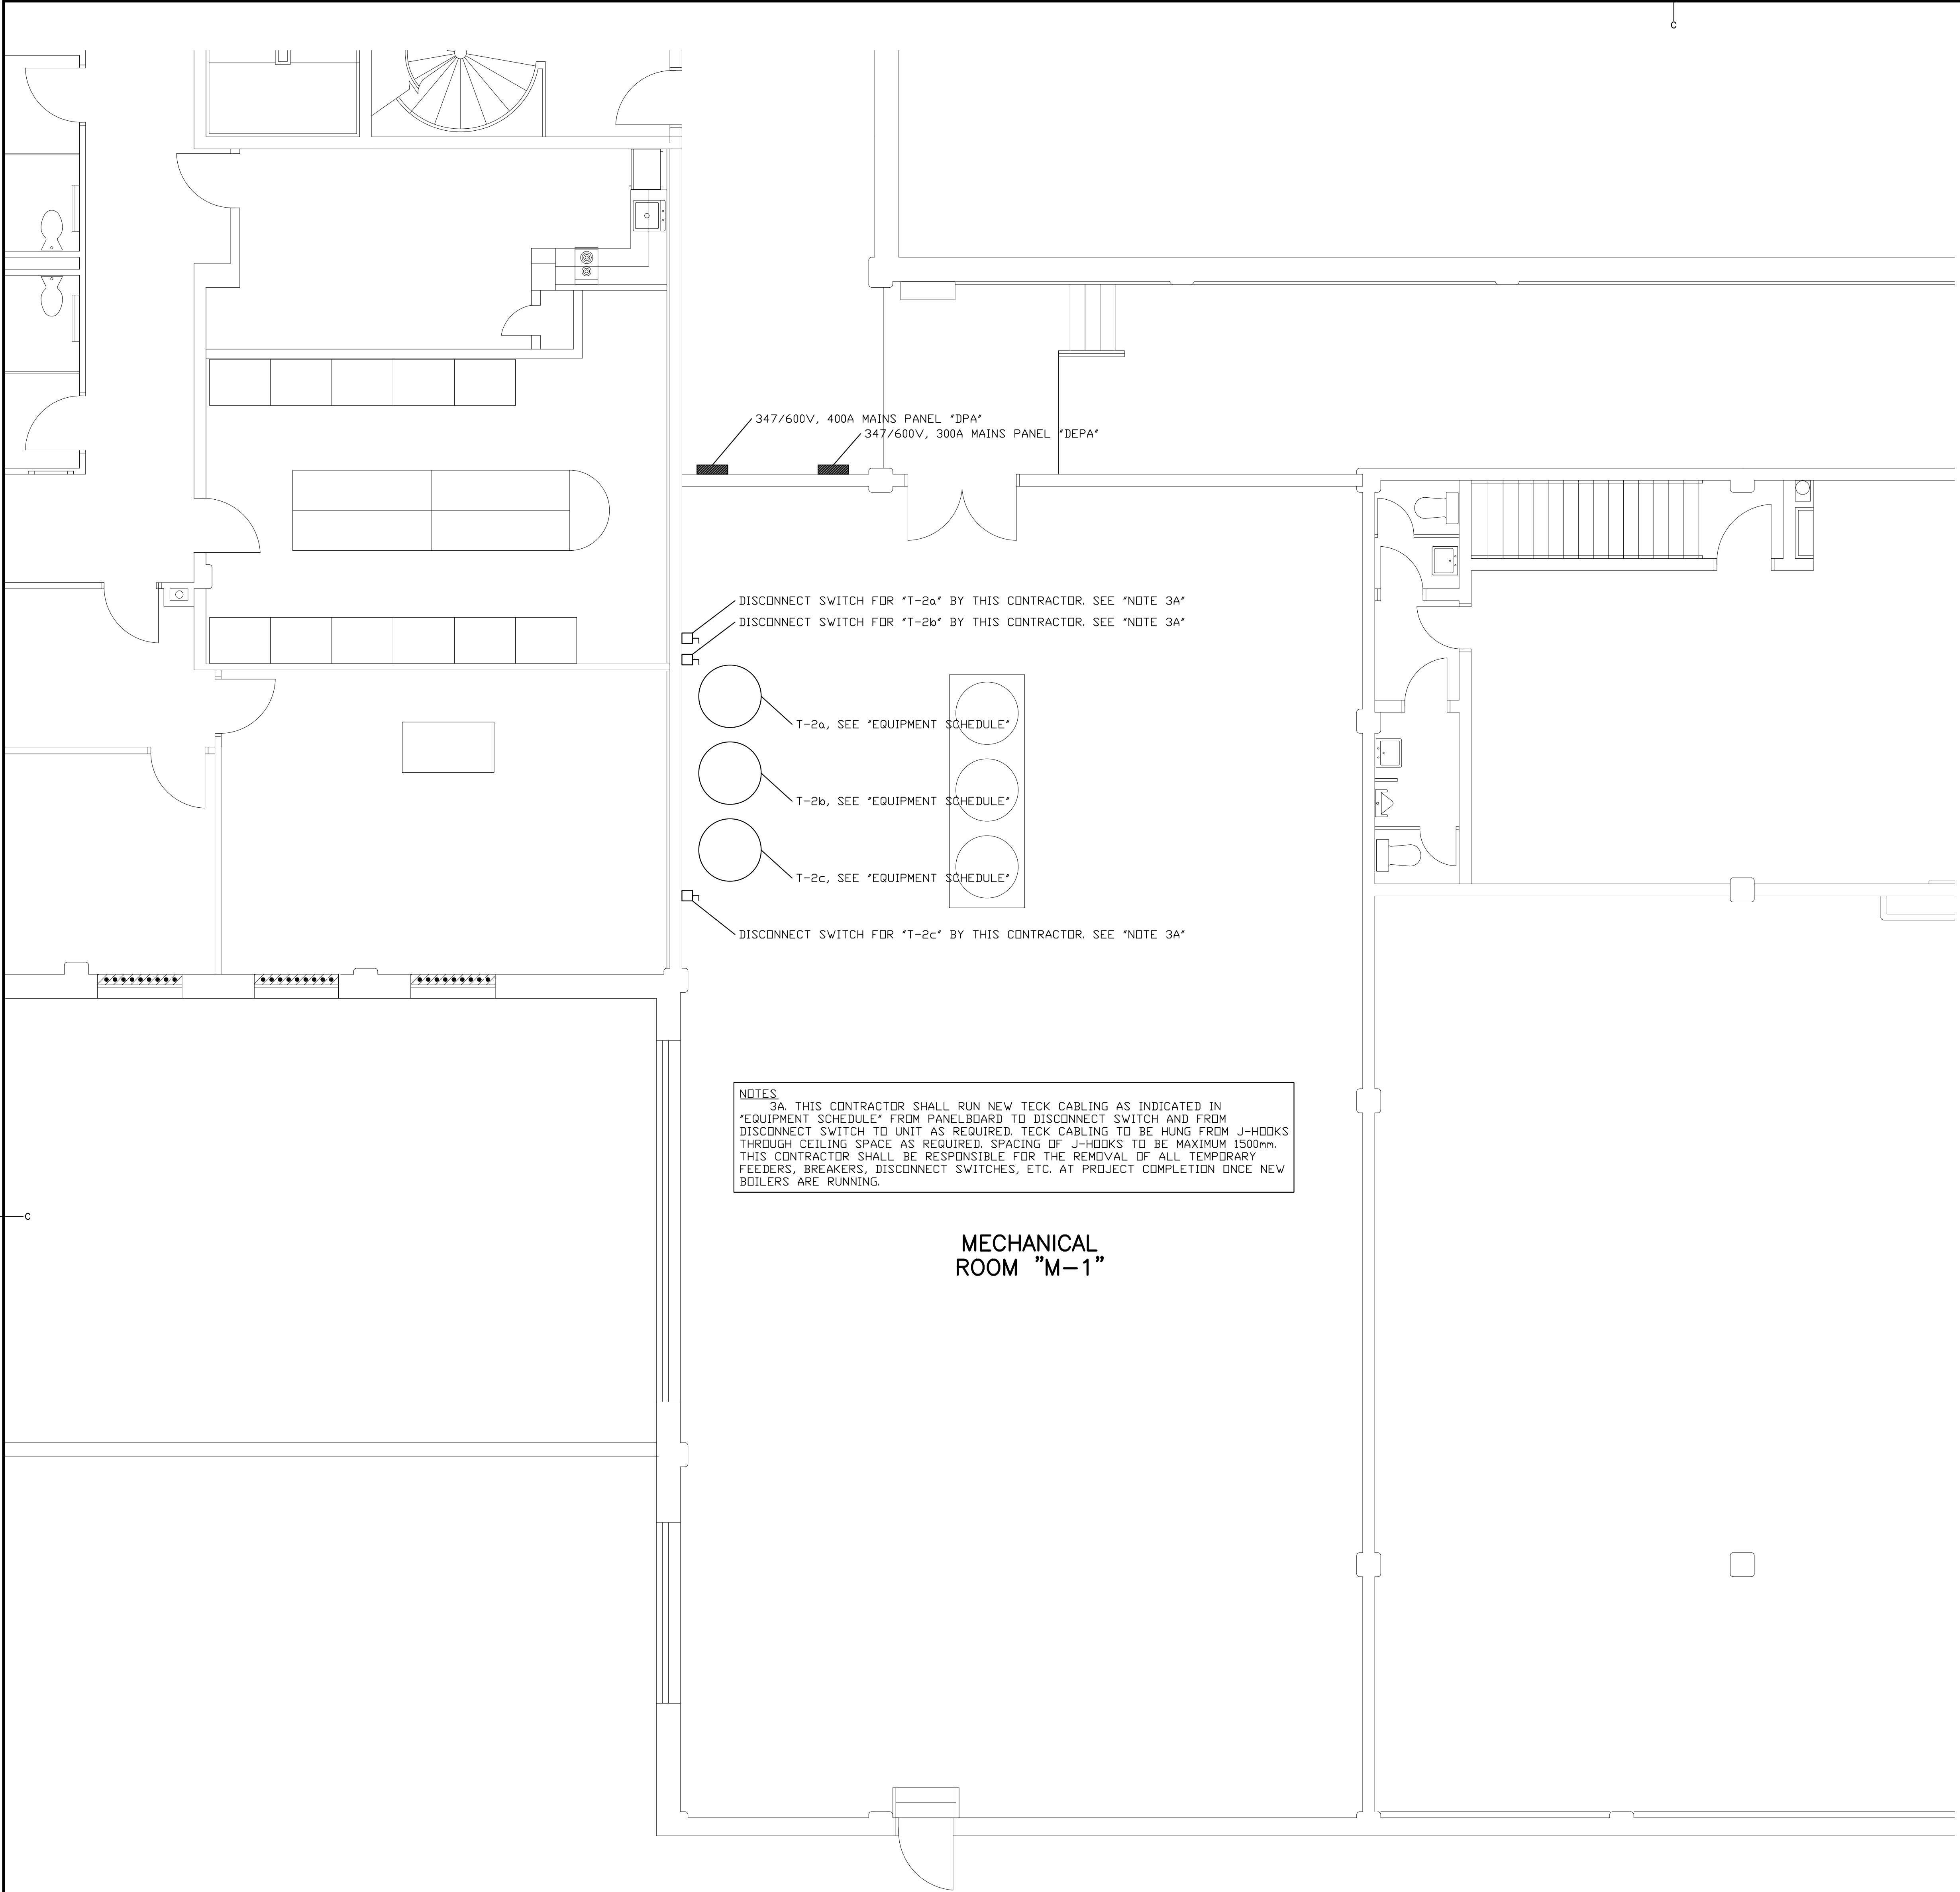 C
347/600V, 400A MAINS PANEL "DPA"
347/600V, 300A MAINS PANEL "DEPA"
DISCONNECT SWITCH FOR "T-2a" BY THIS CONTRACTOR. SEE "NOTE 3A"
DISCONNECT SWITCH FOR "T-2b" BY THIS CONTRACTOR. SEE "NOTE 3A"
T-2a, SEE "EQUIPMENT SCHEDULE"
T-2b, SEE "EQUIPMENT SCHEDULE"
T-2c, SEE "EQUIPMENT SCHEDULE"
DISCONNECT SWITCH FOR "T-2c" BY THIS CONTRACTOR. SEE "NOTE 3A"
NOTES
3A. THIS CONTRACTOR SHALL RUN NEW TECK CABLING AS INDICATED IN
"EQUIPMENT SCHEDULE" FROM PANELBOARD TO DISCONNECT SWITCH AND FROM
DISCONNECT SWITCH TO UNIT AS REQUIRED. TECK CABLING TO BE HUNG FROM J-HOOKS
THROUGH CEILING SPACE AS REQUIRED. SPACING OF J-HOOKS TO BE MAXIMUM 1500mm.
THIS CONTRACTOR SHALL BE RESPONSIBLE FOR THE REMOVAL OF ALL TEMPORARY
FEEDERS, BREAKERS, DISCONNECT SWITCHES, ETC. AT PROJECT COMPLETION ONCE NEW
BOILERS ARE RUNNING.
C
MECHANICAL
ROOM "M-1"